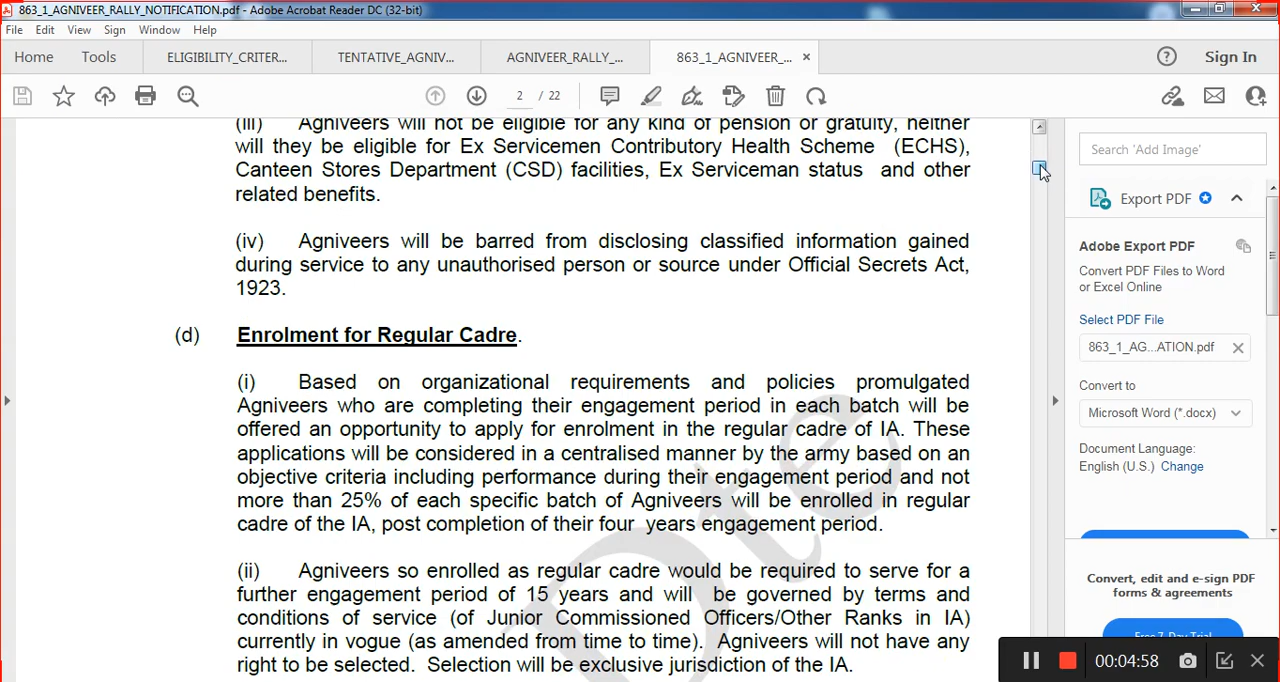 863_1_AGNIVEER_RALLY_NOTIFICATION.pdf - Adobe Acrobat Reader DC (32-bit)
File Edit View Sign Window Help
Home Tools ELIGIBILITY_CRITER... TENTATIVE_AGNIV... AGNIVEER_RALLY_... 863_1_AGNIVEER_... × Sign In
2 / 22
(iii) Agniveers will not be eligible for any kind of pension or gratuity, neither
will they be eligible for Ex Servicemen Contributory Health Scheme (ECHS),
Canteen Stores Department (CSD) facilities, Ex Serviceman status and other
related benefits.
(iv) Agniveers will be barred from disclosing classified information gained
during service to any unauthorised person or source under Official Secrets Act,
1923.
(d) Enrolment for Regular Cadre.
(i) Based on organizational requirements and policies promulgated
Agniveers who are completing their engagement period in each batch will be
offered an opportunity to apply for enrolment in the regular cadre of IA. These
applications will be considered in a centralised manner by the army based on an
objective criteria including performance during their engagement period and not
more than 25% of each specific batch of Agniveers will be enrolled in regular
cadre of the IA, post completion of their four years engagement period.
(ii) Agniveers so enrolled as regular cadre would be required to serve for a
further engagement period of 15 years and will be governed by terms and
conditions of service (of Junior Commissioned Officers/Other Ranks in IA)
currently in vogue (as amended from time to time). Agniveers will not have any
right to be selected. Selection will be exclusive jurisdiction of the IA.
Dte
Search 'Add Image'
Export PDF
Adobe Export PDF
Convert PDF Files to Word
or Excel Online
Select PDF File
863_1_AG...ATION.pdf
Convert to
Microsoft Word (*.docx)
Document Language:
English (U.S.) Change
Convert, edit and e-sign PDF
forms & agreements
Free 7-Day Trial
00:04:58